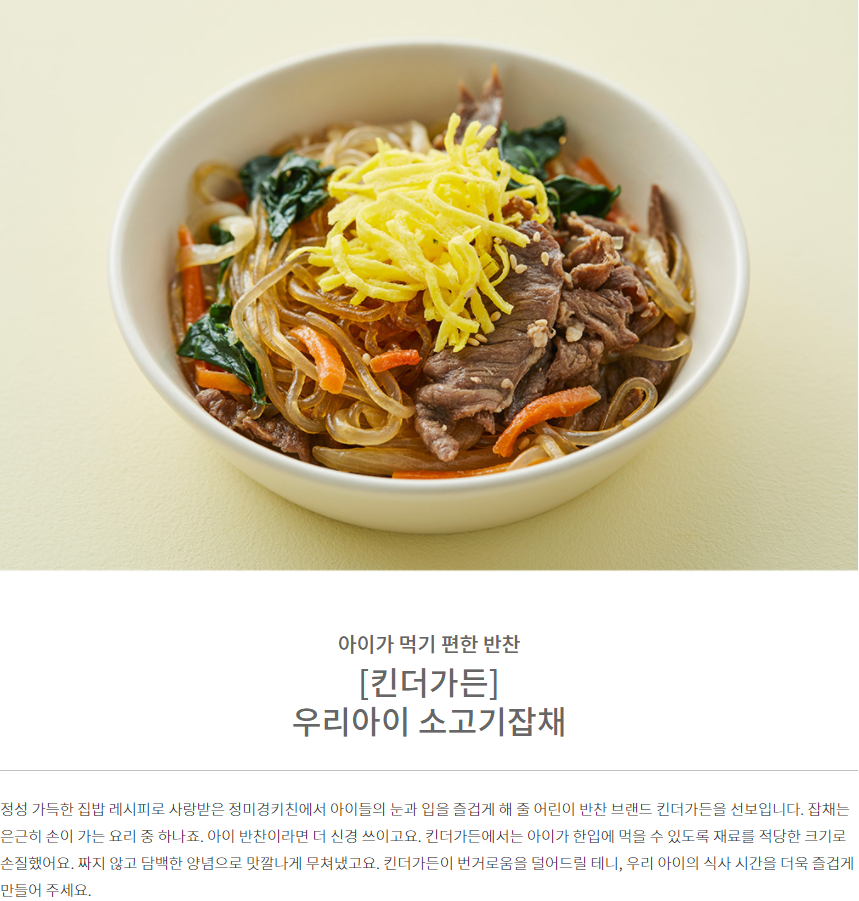 아이가 먹기 편한 반찬
[킨더가든]
우리아이 소고기잡채
정성 가득한 집밥 레시피로 사랑받은 정미경키친에서 아이들의 눈과 입을 즐겁게 해 줄 어린이 반찬 브랜드 킨더가든을 선보입니다. 잡채는
은근히 손이 가는 요리 중 하나죠. 아이 반찬이라면 더 신경 쓰이고요. 킨더가든에서는 아이가 한입에 먹을 수 있도록 재료를 적당한 크기로
손질했어요. 짜지 않고 담백한 양념으로 맛깔나게 무쳐냈고요. 킨더가든이 번거로움을 덜어드릴 테니, 우리 아이의 식사 시간을 더욱 즐겁게
만들어 주세요.